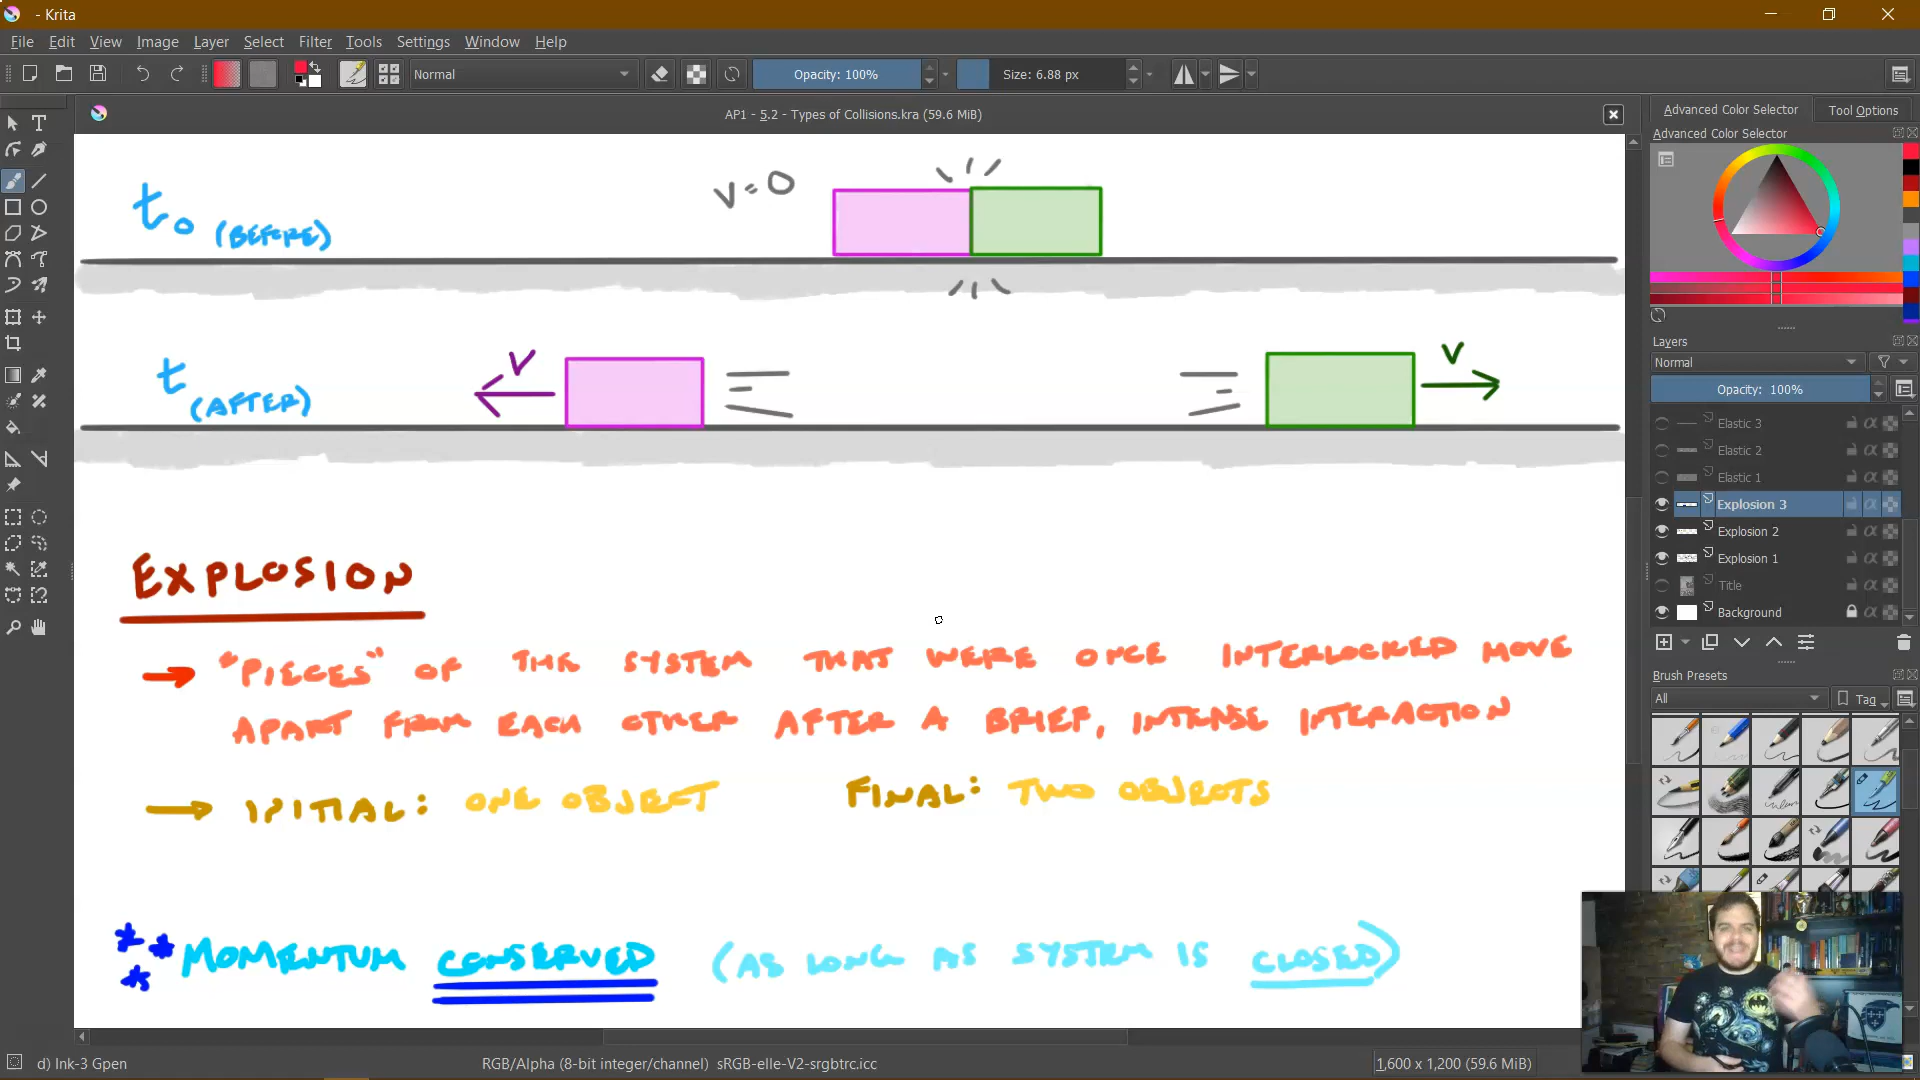 - Krita
File Edit View Image Layer Select Filter Tools Settings Window Help
Normal
Opacity: 100%
Size: 6.88 px
AP1 - 5.2 - Types of Collisions.kra (59.6 MiB)
Advanced Color Selector
Tool Options
Advanced Color Selector
t₀ (BEFORE)
V = 0
t (AFTER)
V
V
EXPLOSION
→ "PIECES" OF THE SYSTEM THAT WERE ONCE INTERLOCKED MOVE
APART FROM EACH OTHER AFTER A BRIEF, INTENSE INTERACTION
→ INITIAL: ONE OBJECT FINAL: TWO OBJECTS
*** MOMENTUM CONSERVED (AS LONG AS SYSTEM IS CLOSED)
Layers
Normal
Opacity: 100%
Elastic 3
Elastic 2
Elastic 1
Explosion 3
Explosion 2
Explosion 1
Title
Background
Brush Presets
All
Tag
d) Ink-3 Gpen
RGB/Alpha (8-bit integer/channel) sRGB-elle-V2-srgbtrc.icc
1,600 x 1,200 (59.6 MiB)